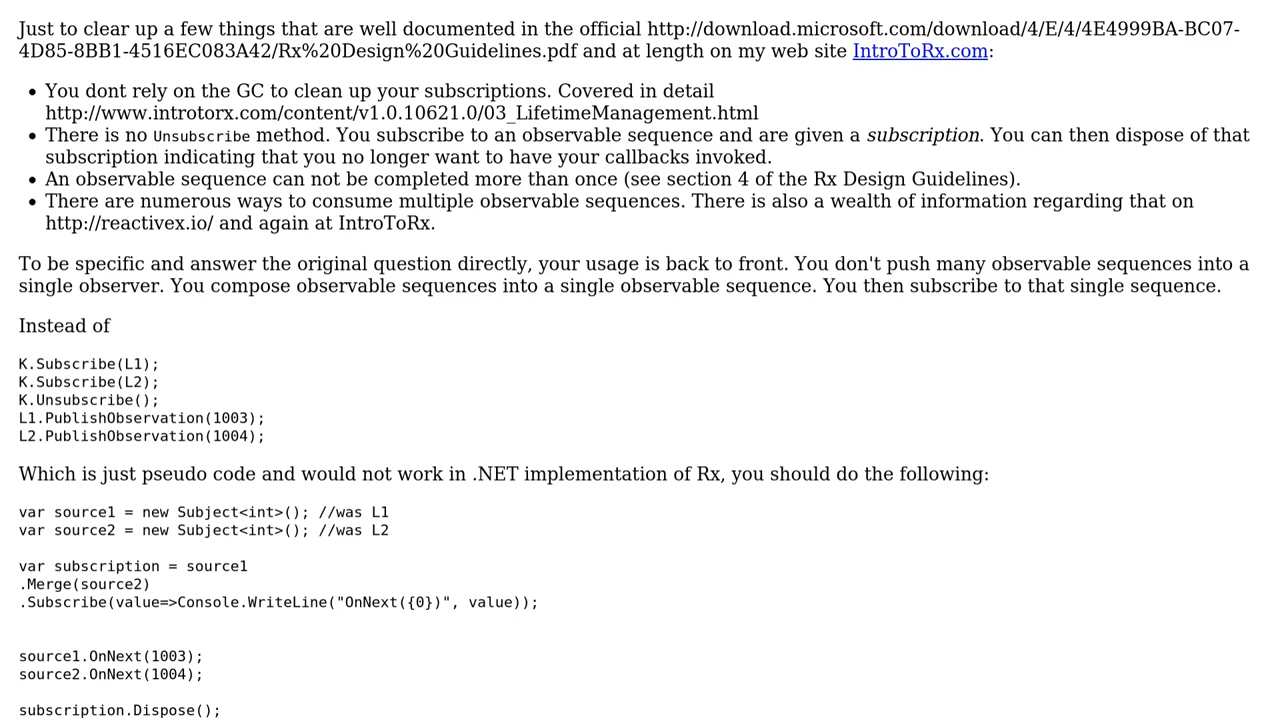 Just to clear up a few things that are well documented in the official http://download.microsoft.com/download/4/E/4/4E4999BA-BC07-
4D85-8BB1-4516EC083A42/Rx%20Design%20Guidelines.pdf and at length on my web site IntroToRx.com:
• You dont rely on the GC to clean up your subscriptions. Covered in detail
http://www.introtorx.com/content/v1.0.10621.0/03_LifetimeManagement.html
• There is no Unsubscribe method. You subscribe to an observable sequence and are given a subscription. You can then dispose of that
subscription indicating that you no longer want to have your callbacks invoked.
• An observable sequence can not be completed more than once (see section 4 of the Rx Design Guidelines).
• There are numerous ways to consume multiple observable sequences. There is also a wealth of information regarding that on
http://reactivex.io/ and again at IntroToRx.
To be specific and answer the original question directly, your usage is back to front. You don't push many observable sequences into a
single observer. You compose observable sequences into a single observable sequence. You then subscribe to that single sequence.
Instead of
K.Subscribe(L1);
K.Subscribe(L2);
K.Unsubscribe();
L1.PublishObservation(1003);
L2.PublishObservation(1004);
Which is just pseudo code and would not work in .NET implementation of Rx, you should do the following:
var source1 = new Subject<int>(); //was L1
var source2 = new Subject<int>(); //was L2
var subscription = source1
.Merge(source2)
.Subscribe(value=>Console.WriteLine("OnNext({0})", value));
source1.OnNext(1003);
source2.OnNext(1004);
subscription.Dispose();